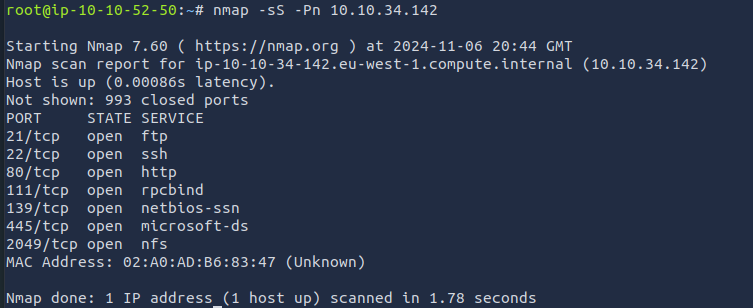 root@ip-10-10-52-50:~# nmap -sS -Pn 10.10.34.142
Starting Nmap 7.60 ( https://nmap.org ) at 2024-11-06 20:44 GMT
Nmap scan report for ip-10-10-34-142.eu-west-1.compute.internal (10.10.34.142)
Host is up (0.00086s latency).
Not shown: 993 closed ports
PORT     STATE SERVICE
21/tcp   open  ftp
22/tcp   open  ssh
80/tcp   open  http
111/tcp  open  rpcbind
139/tcp  open  netbios-ssn
445/tcp  open  microsoft-ds
2049/tcp open  nfs
MAC Address: 02:A0:AD:B6:83:47 (Unknown)
Nmap done: 1 IP address (1 host up) scanned in 1.78 seconds